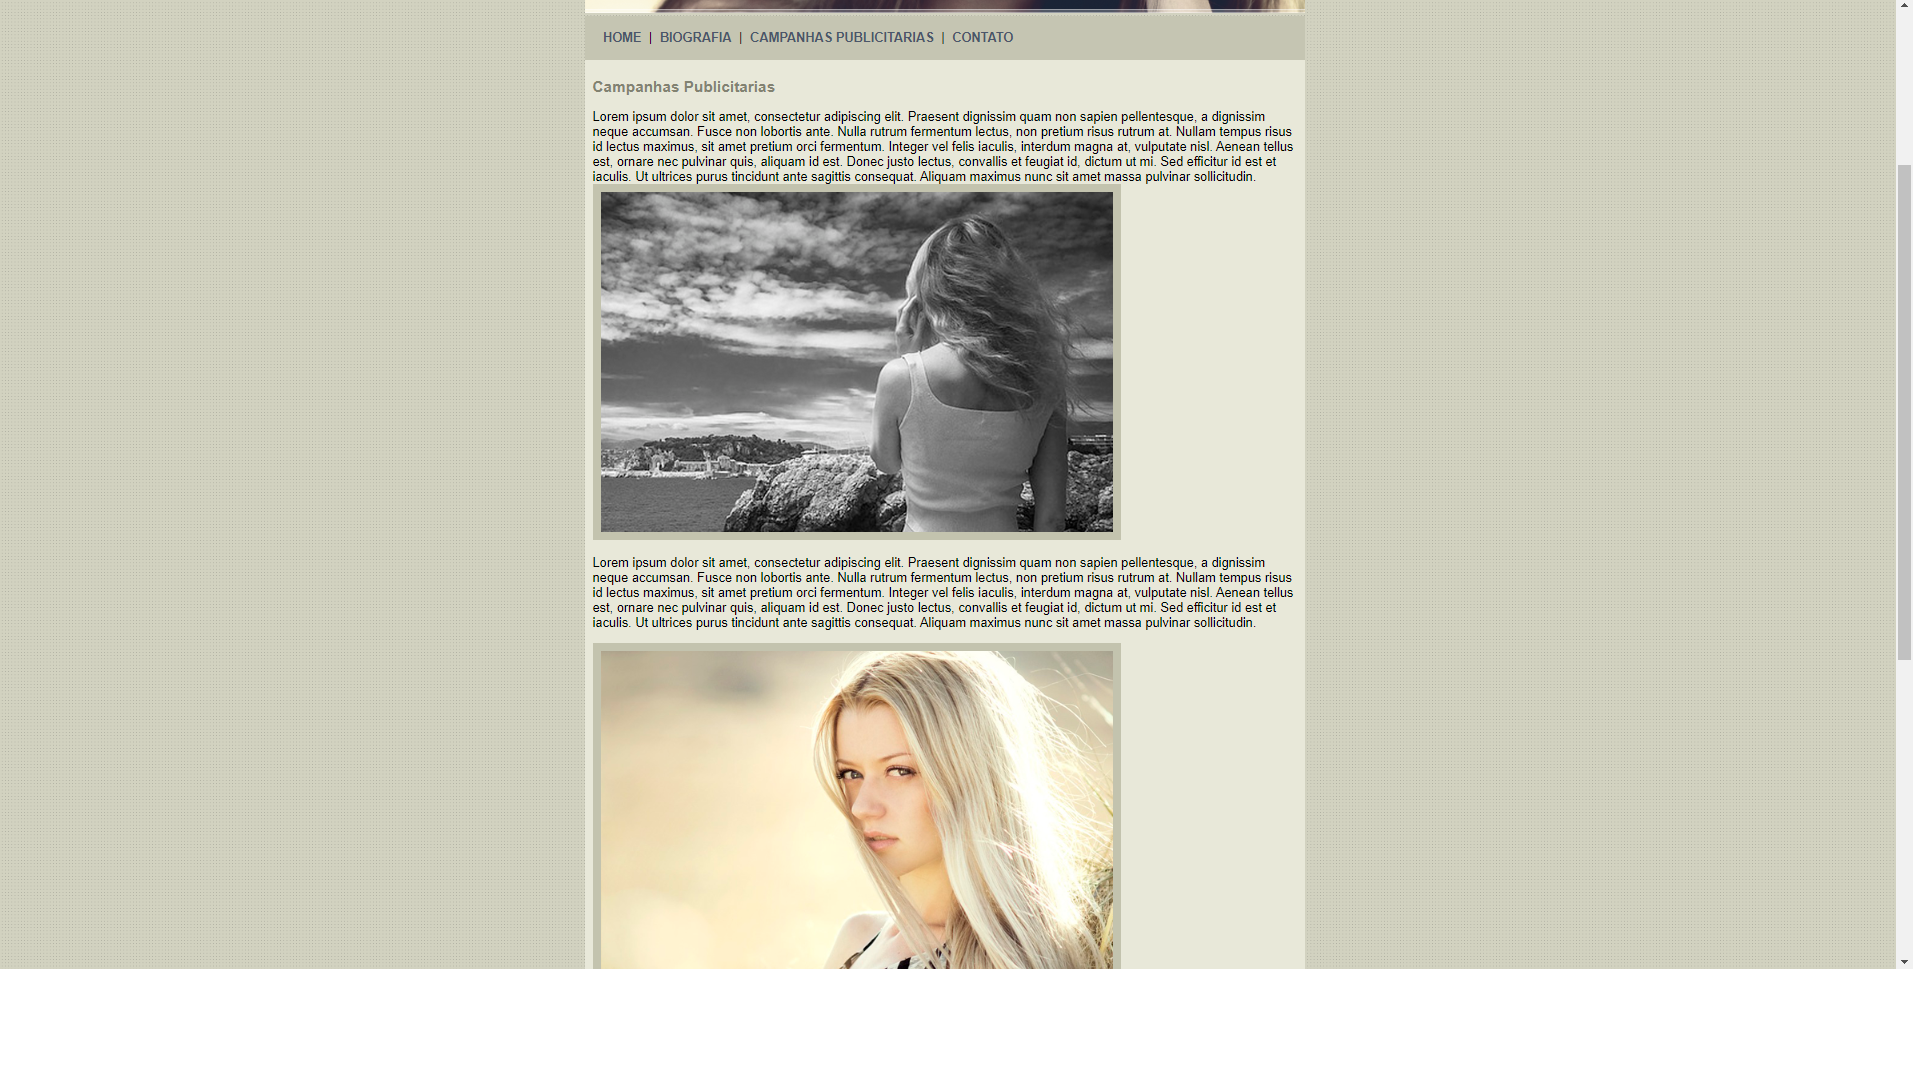 HOME | BIOGRAFIA | CAMPANHAS PUBLICITARIAS | CONTATO
Campanhas Publicitarias
Lorem ipsum dolor sit amet, consectetur adipiscing elit. Praesent dignissim quam non sapien pellentesque, a dignissim
neque accumsan. Fusce non lobortis ante. Nulla rutrum fermentum lectus, non pretium risus rutrum at. Nullam tempus risus
id lectus maximus, sit amet pretium orci fermentum. Integer vel felis iaculis, interdum magna at, vulputate nisl. Aenean tellus
est, ornare nec pulvinar quis, aliquam id est. Donec justo lectus, convallis et feugiat id, dictum ut mi. Sed efficitur id est et
iaculis. Ut ultrices purus tincidunt ante sagittis consequat. Aliquam maximus nunc sit amet massa pulvinar sollicitudin.
Lorem ipsum dolor sit amet, consectetur adipiscing elit. Praesent dignissim quam non sapien pellentesque, a dignissim
neque accumsan. Fusce non lobortis ante. Nulla rutrum fermentum lectus, non pretium risus rutrum at. Nullam tempus risus
id lectus maximus, sit amet pretium orci fermentum. Integer vel felis iaculis, interdum magna at, vulputate nisl. Aenean tellus
est, ornare nec pulvinar quis, aliquam id est. Donec justo lectus, convallis et feugiat id, dictum ut mi. Sed efficitur id est et
iaculis. Ut ultrices purus tincidunt ante sagittis consequat. Aliquam maximus nunc sit amet massa pulvinar sollicitudin.